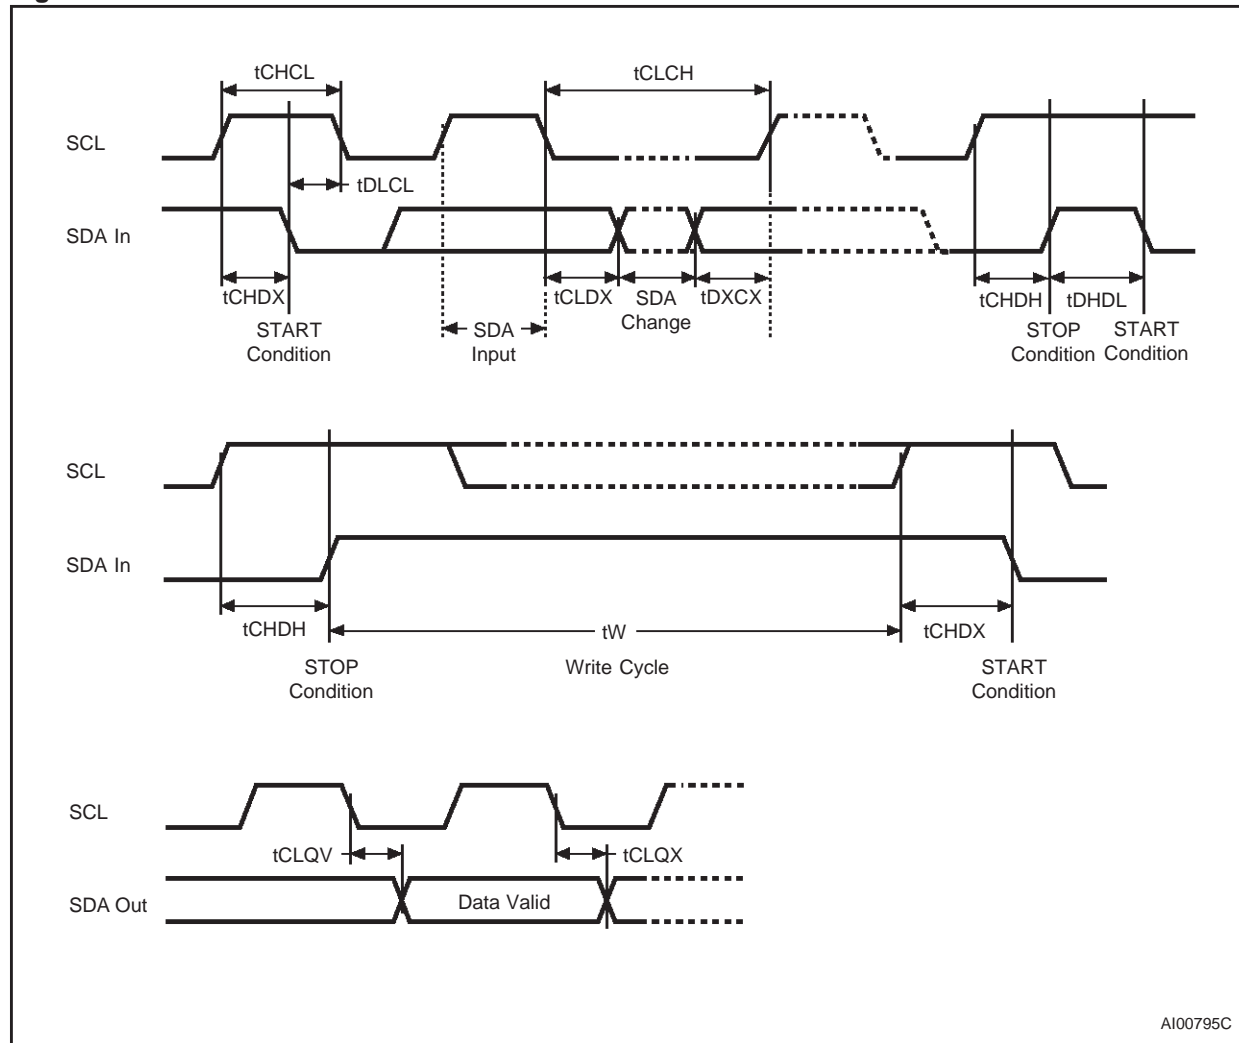 tCHCL
tCLCH
SCL
tDLCL
SDA In
tCHDX
tCLDX
SDA
Change
tDXCX
tCHDH
tDHDL
START
Condition
SDA
Input
STOP
Condition
START
Condition
SCL
SDA In
tCHDH
tW
tCHDX
STOP
Condition
Write Cycle
START
Condition
SCL
tCLQV
tCLQX
SDA Out
Data Valid
AI00795C